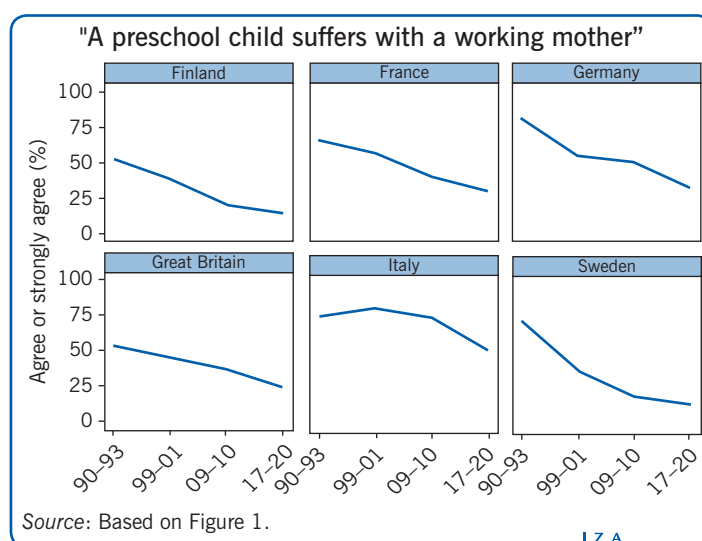 "A preschool child suffers with a working mother”
Finland
France
Germany
Agree or strongly agree (%)
100
75
50
25
0
Great Britain
Italy
Sweden
100
75
50
25
0
90–93
99–01
09–10
17–20
90–93
99–01
09–10
17–20
90–93
99–01
09–10
17–20
Source: Based on Figure 1.
I Z A